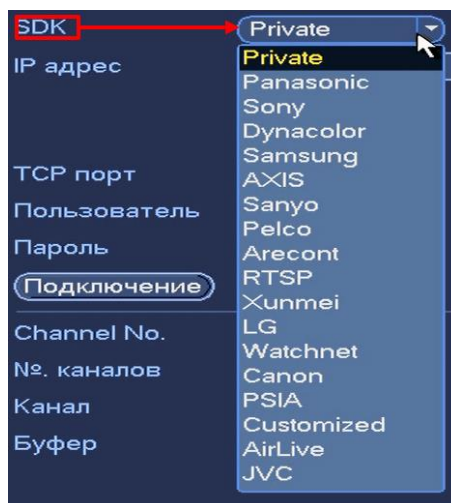 SDK Private
Private
IP адрес
Panasonic
Sony
Dynacolor
Samsung
TCP порт
AXIS
Пользователь
Sanyo
Pelco
Пароль
Arecont
Подключение
RTSP
Xunmei
Channel No.
LG
Watchnet
№. каналов
Canon
PSIA
Канал
Customized
Буфер
AirLive
JVC